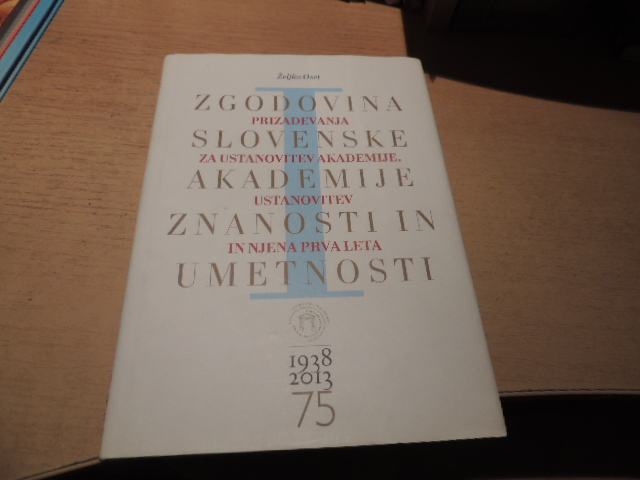 Željko Oset
ZGODOVINA
PRIZADEVANJA
SLOVENSKE
ZA USTANOVITEV AKADEMIJE,
AKADEMIJE
USTANOVITEV
ZNANOSTI IN
IN NJENA PRVA LETA
UMETNOSTI
I
1938
2013
75